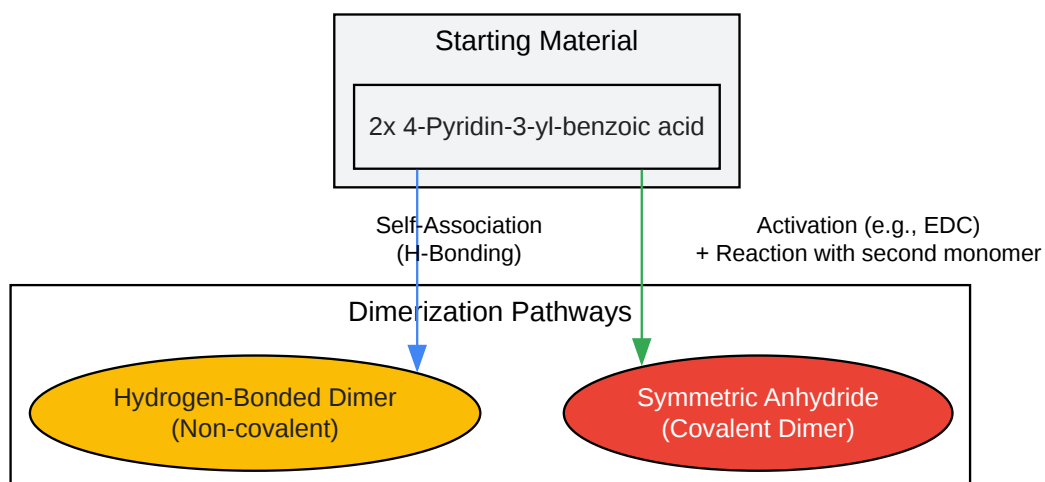 Starting Material
2x 4-Pyridin-3-yl-benzoic acid
Self-Association
(H-Bonding)
Activation (e.g., EDC)
+ Reaction with second monomer
Dimerization Pathways
Hydrogen-Bonded Dimer
(Non-covalent)
Symmetric Anhydride
(Covalent Dimer)